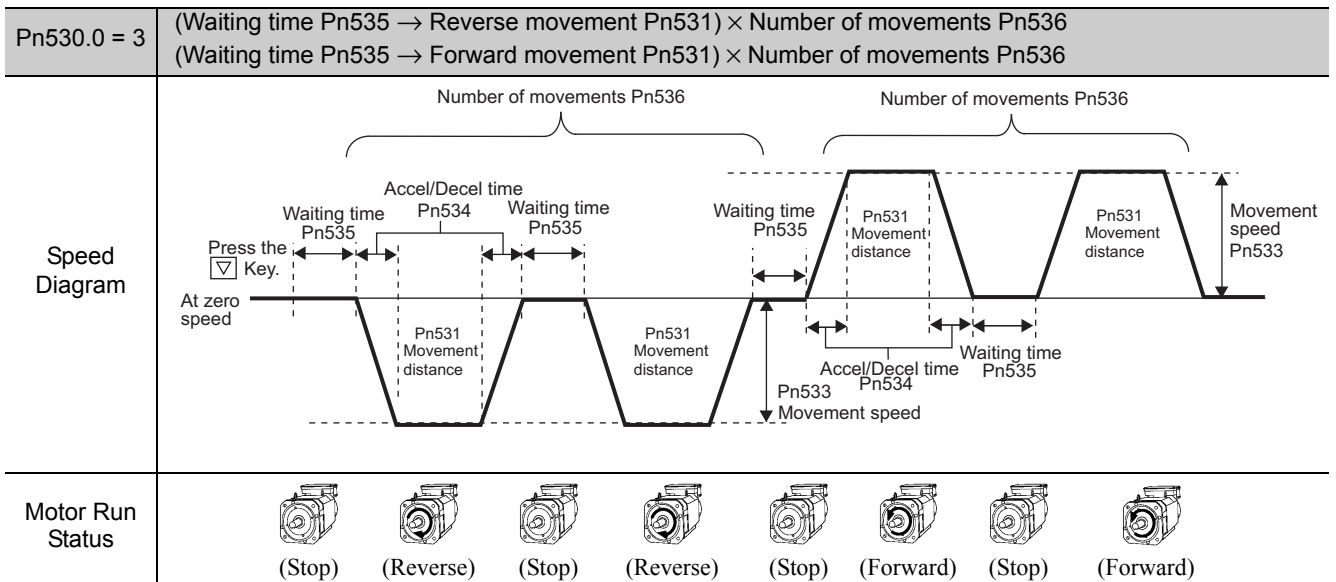 Pn530.0 = 3
(Waiting time Pn535 → Reverse movement Pn531) × Number of movements Pn536
(Waiting time Pn535 → Forward movement Pn531) × Number of movements Pn536
Speed
Diagram
Number of movements Pn536
Number of movements Pn536
Accel/Decel time
Pn534
Waiting time
Pn535
Waiting time
Pn535
Waiting time
Pn535
Press the
▽ Key.
At zero
speed
Pn531
Movement
distance
Pn531
Movement
distance
Pn531
Movement
distance
Pn531
Movement
distance
Movement
speed
Pn533
Pn533
Movement speed
Accel/Decel time
Pn534
Waiting time
Pn535
Motor Run
Status
(Stop)
(Reverse)
(Stop)
(Reverse)
(Stop)
(Forward)
(Stop)
(Forward)